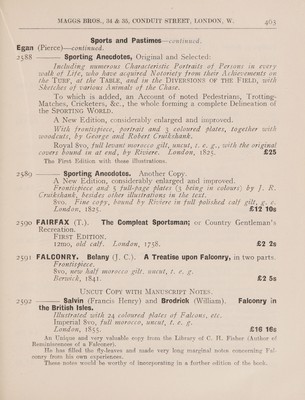 MAGGS BROS., 34 & 35, CONDUIT STREET, LONDON, W. 403
Sports and Pastimes—continued.
Egan (Pierce)—continued.
2588 ——— Sporting Anecdotes, Original and Selected:
Including numerous Characteristic Portraits of Persons in every
walk of Life, who have acquired Notoriety from their Achievements on
the TURF, at the TABLE, and in the DIVERSIONS OF THE FIELD, with
Sketches of various Animals of the Chase.
To which is added, an Account of noted Pedestrians, Trotting-
Matches, Cricketers, &c., the whole forming a complete Delineation of
the SPORTING WORLD.
A New Edition, considerably enlarged and improved.
With frontispiece, portrait and 3 coloured plates, together with
woodcuts, by George and Robert Cruikshank.
Royal 8vo, full levant morocco gilt, uncut, t. e. g., with the original
covers bound in at end, by Riviere. London, 1825. £25
The First Edition with these illustrations.
2589 ——— Sporting Anecdotes. Another Copy.
A New Edition, considerably enlarged and improved.
Frontispiece and 5 full-page plates (3 being in colours) by J. R.
Cruikshank, besides other illustrations in the text.
8vo. Fine copy, bound by Riviere in full polished calf gilt, g. e.
London, 1825. £12 10s
2590 FAIRFAX (T.). The Compleat Sportsman; or Country Gentleman's
Recreation.
FIRST EDITION.
12mo, old calf. London, 1758. £2 2s
2591 FALCONRY. Belany (J. C.). A Treatise upon Falconry, in two parts.
Frontispiece.
8vo, new half morocco gilt, uncut, t. e. g.
Berwick, 1841. £2 5s
UNCUT COPY WITH MANUSCRIPT NOTES.
2592 ——— Salvin (Francis Henry) and Brodrick (William). Falconry in
the British Isles.
Illustrated with 24 coloured plates of Falcons, etc.
Imperial 8vo, full morocco, uncut, t. e. g.
London, 1855. £16 16s
An Unique and very valuable copy from the Library of C. H. Fisher (Author of
Reminiscences of a Falconer).
He has filled the fly-leaves and made very long marginal notes concerning Fal-
conry from his own experiences.
These notes would be worthy of incorporating in a further edition of the book.